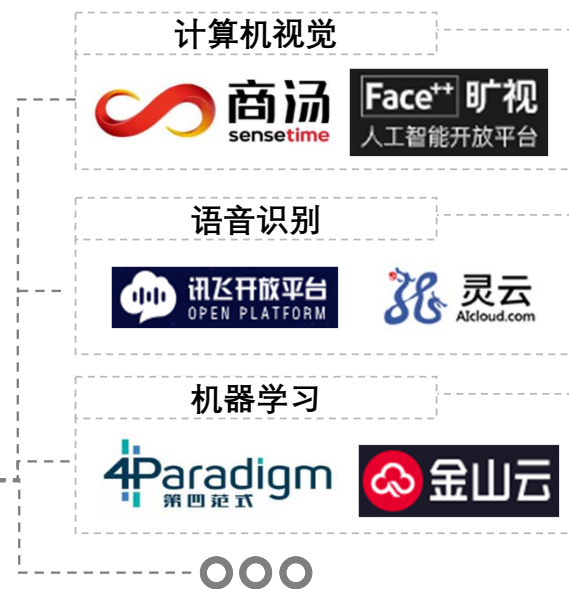 计算机视觉
商汤
sensetime
Face++ 旷视
人工智能开放平台
语音识别
讯飞开放平台
OPEN PLATFORM
灵云
AIcloud.com
机器学习
4Paradigm
第四范式
金山云